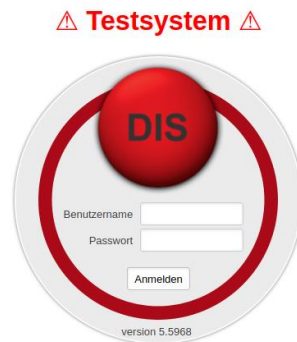 ⚠ Testsystem ⚠
DIS
Benutzername
Passwort
Anmelden
version 5.5968